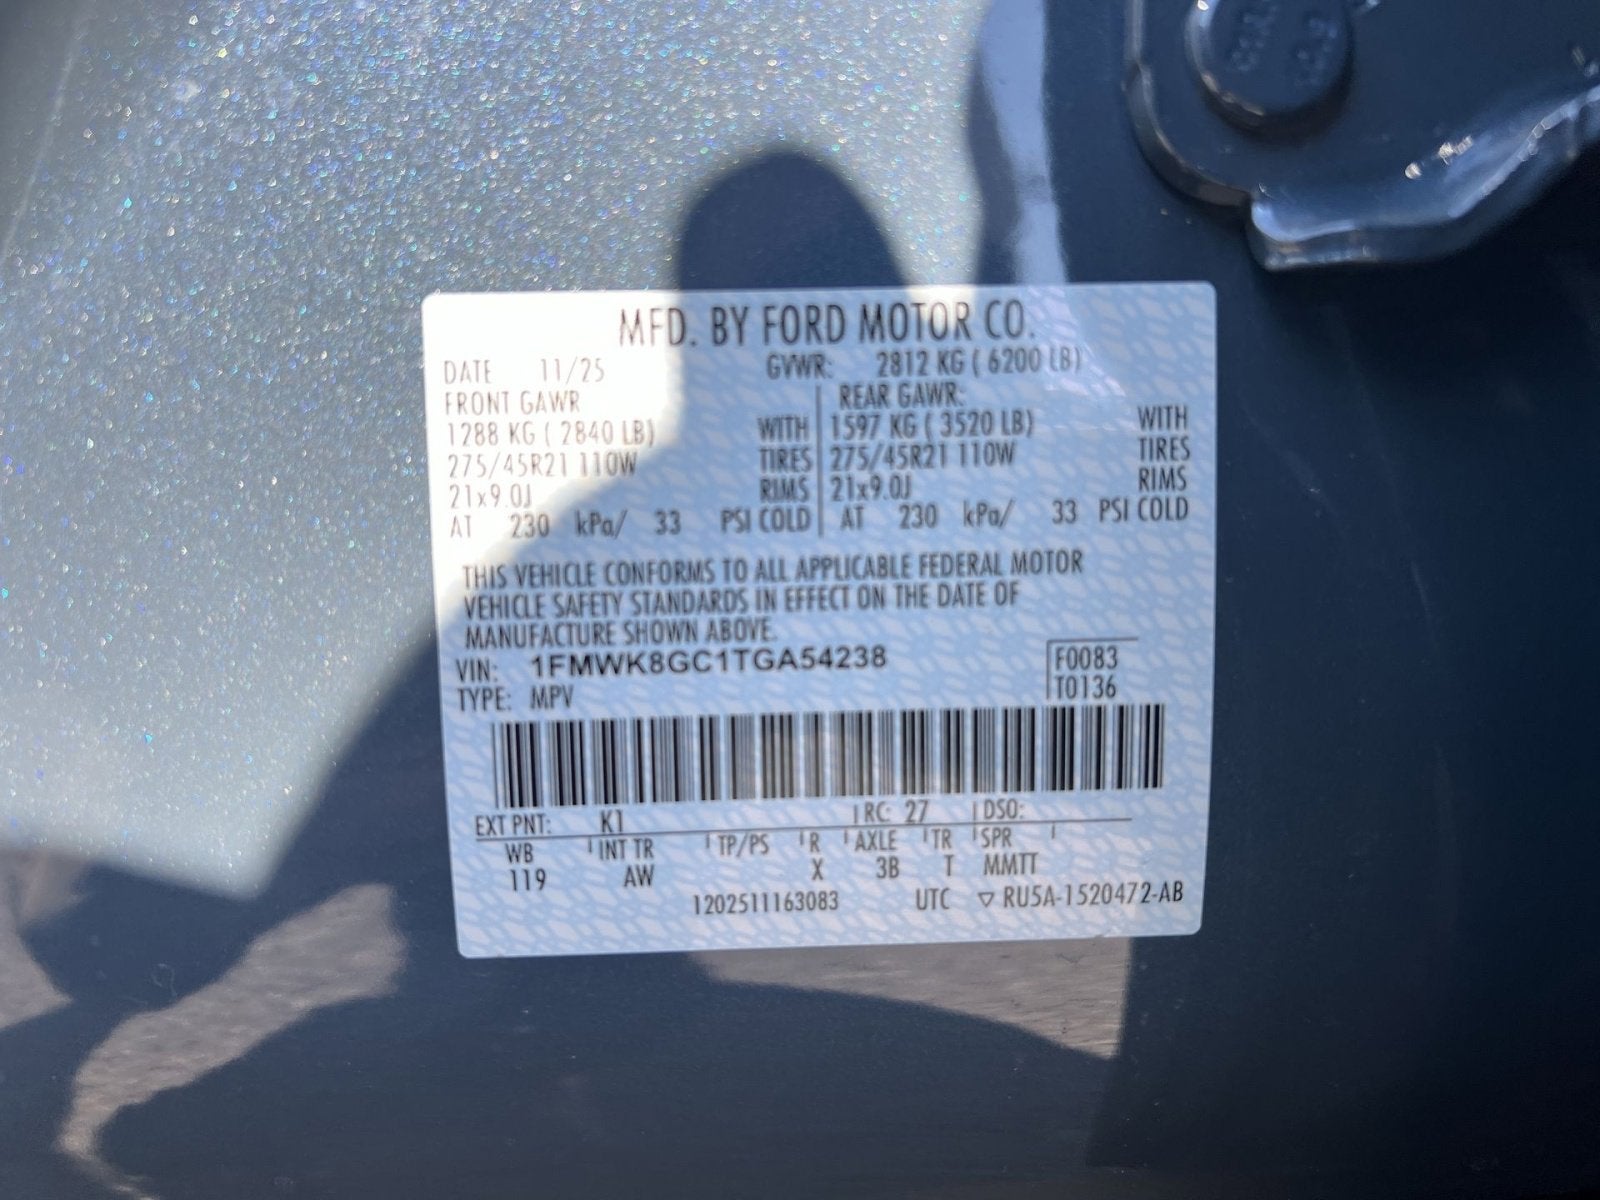 MFD. BY FORD MOTOR CO.
DATE 11/25 GVWR: 2812 KG ( 6200 LB)
FRONT GAWR REAR GAWR:
1288 KG ( 2840 LB) WITH 1597 KG ( 3520 LB) WITH
275/45R21 110W TIRES 275/45R21 110W TIRES
21x9.0J RIMS 21x9.0J RIMS
AT 230 kPa/ 33 PSI COLD AT 230 kPa/ 33 PSI COLD
THIS VEHICLE CONFORMS TO ALL APPLICABLE FEDERAL MOTOR
VEHICLE SAFETY STANDARDS IN EFFECT ON THE DATE OF
MANUFACTURE SHOWN ABOVE.
VIN: 1FMWK8GC1TGA54238 F0083
TYPE: MPV T0136
EXT PNT: K1 RC: 27 DSO:
WB INT TR TP/PS R AXLE TR SPR
119 AW X 3B T MMTT
1202511163083 UTC ▽ RU5A-1520472-AB